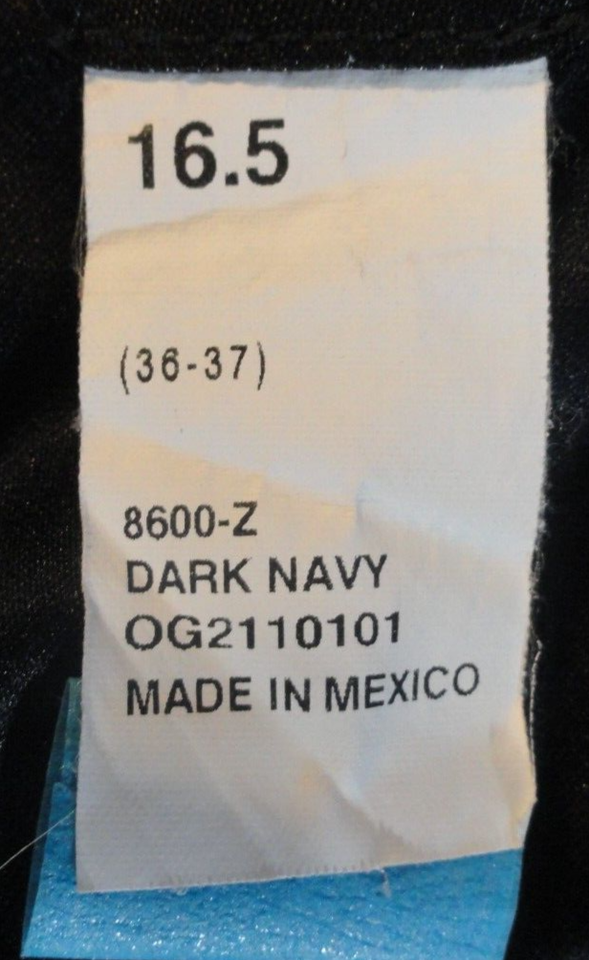 16.5
(36-37)
8600-Z
DARK NAVY
OG2110101
MADE IN MEXICO